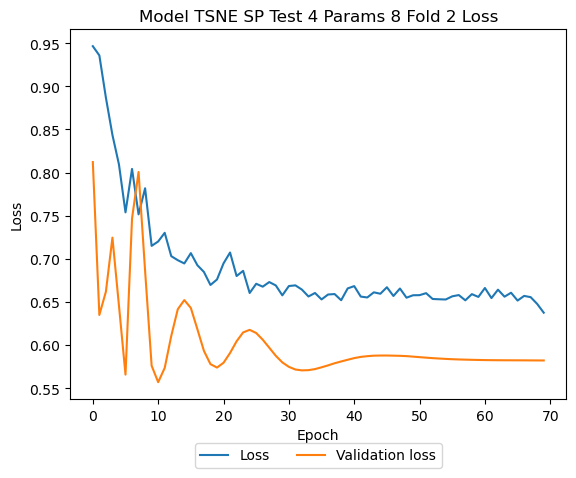 Model TSNE SP Test 4 Params 8 Fold 2 Loss
0.95
0.90
0.85
0.80
0.75
0.70
0.65
0.60
0.55
Loss
0 10 20 30 40 50 60 70
Epoch
Loss Validation loss